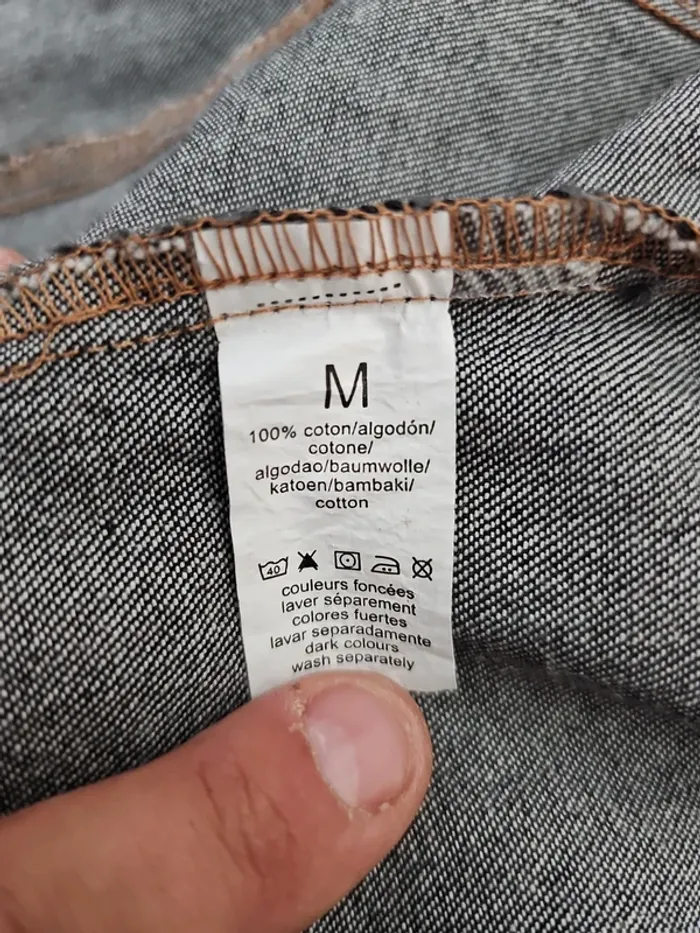 M
100% coton/algodón/
cotone/
algodao/baumwolle/
katoen/bambaki/
cotton
40
couleurs foncées
laver séparement
colores fuertes
lavar separadamente
dark colours
wash separately